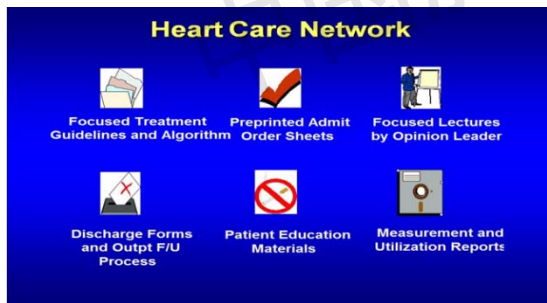 Heart Care Network
Focused Treatment
Guidelines and Algorithm
Preprinted Admit
Order Sheets
Focused Lectures
by Opinion Leader
Discharge Forms
and Outpt F/U
Process
Patient Education
Materials
Measurement and
Utilization Reports